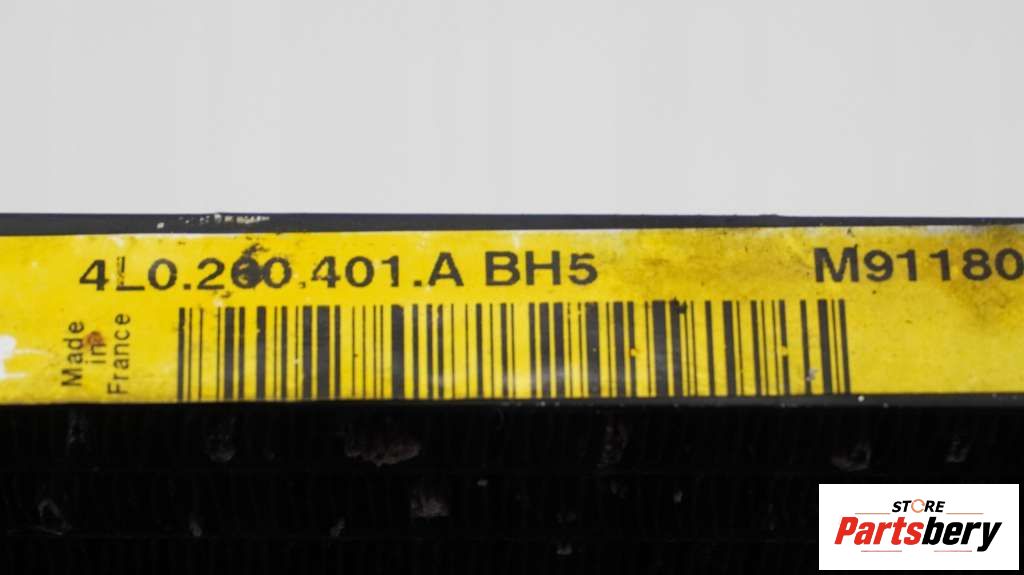 4L0.260.401.A BH5
M91180
Made
in
France
STORE
Partsbery